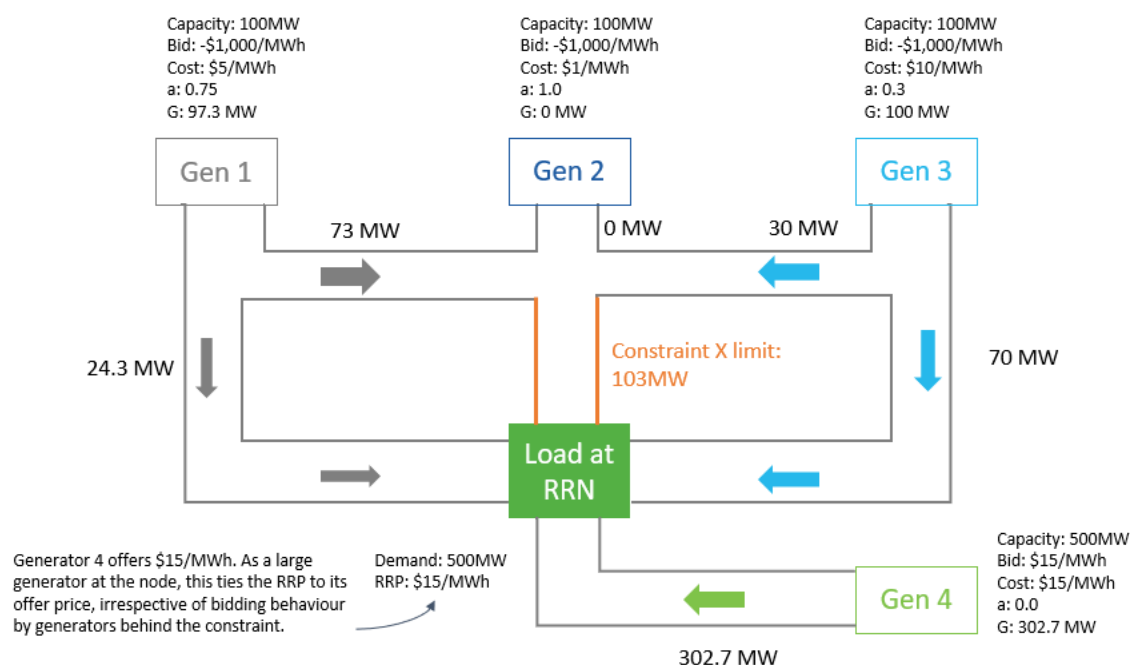 Capacity: 100MW
Bid: -$1,000/MWh
Cost: $5/MWh
a: 0.75
G: 97.3 MW
Capacity: 100MW
Bid: -$1,000/MWh
Cost: $1/MWh
a: 1.0
G: 0 MW
Capacity: 100MW
Bid: -$1,000/MWh
Cost: $10/MWh
a: 0.3
G: 100 MW
Gen 1
Gen 2
Gen 3
73 MW
0 MW
30 MW
24.3 MW
Constraint X limit:
103MW
70 MW
Load at
RRN
Generator 4 offers $15/MWh. As a large
generator at the node, this ties the RRP to its
offer price, irrespective of bidding behaviour
by generators behind the constraint.
Demand: 500MW
RRP: $15/MWh
Capacity: 500MW
Bid: $15/MWh
Cost: $15/MWh
a: 0.0
G: 302.7 MW
Gen 4
302.7 MW